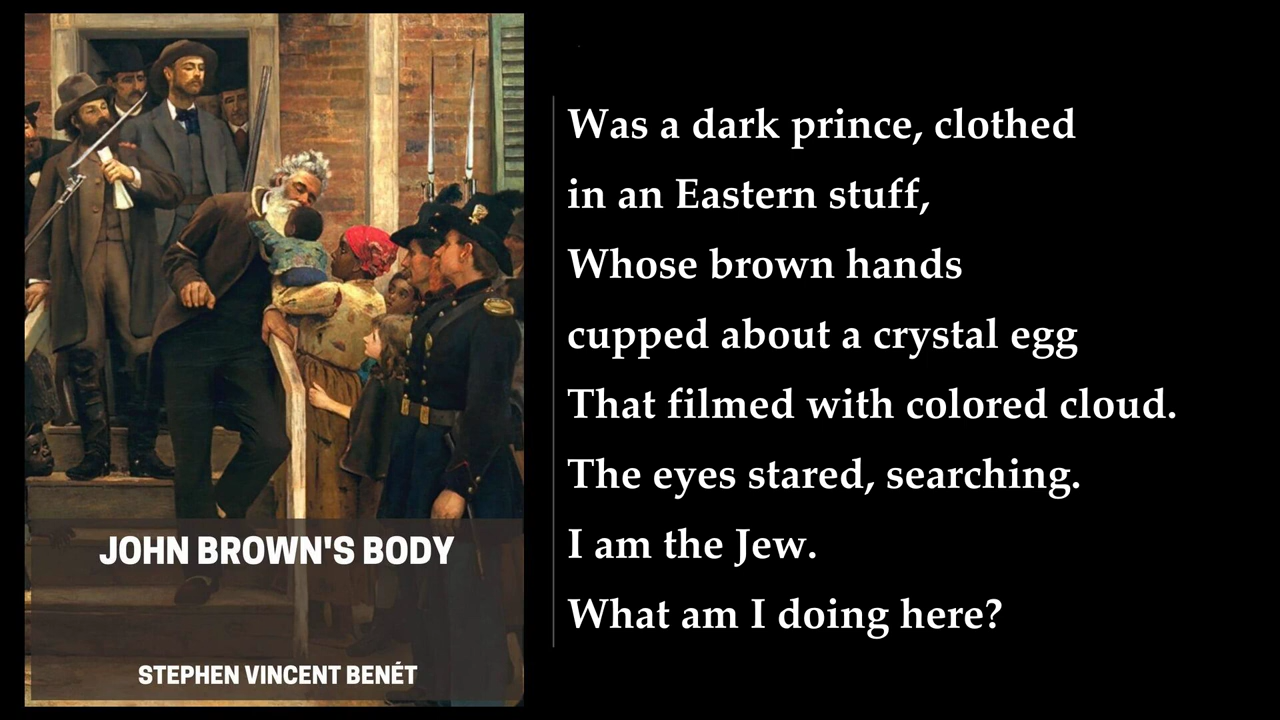 JOHN BROWN'S BODY
STEPHEN VINCENT BENÉT
Was a dark prince, clothed
in an Eastern stuff,
Whose brown hands
cupped about a crystal egg
That filmed with colored cloud.
The eyes stared, searching.
I am the Jew.
What am I doing here?